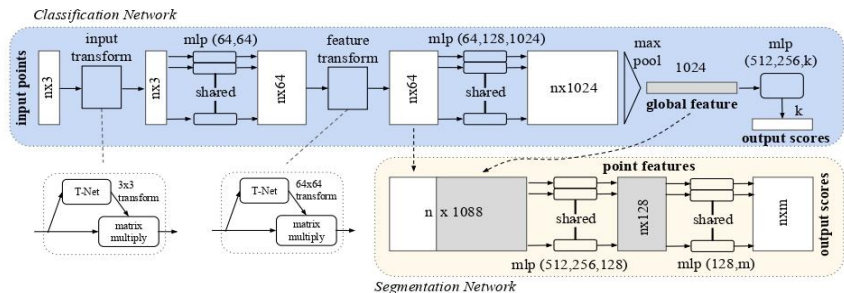 Classification Network
input points
nx3
input
transform
nx3
mlp (64,64)
shared
nx64
feature
transform
nx64
mlp (64,128,1024)
shared
nx1024
max
pool
1024
global feature
mlp
(512,256,k)
k
output scores
T-Net
3x3
transform
matrix
multiply
T-Net
64x64
transform
matrix
multiply
point features
n x 1088
shared
mlp (512,256,128)
nx128
shared
mlp (128,m)
nxm
output scores
Segmentation Network